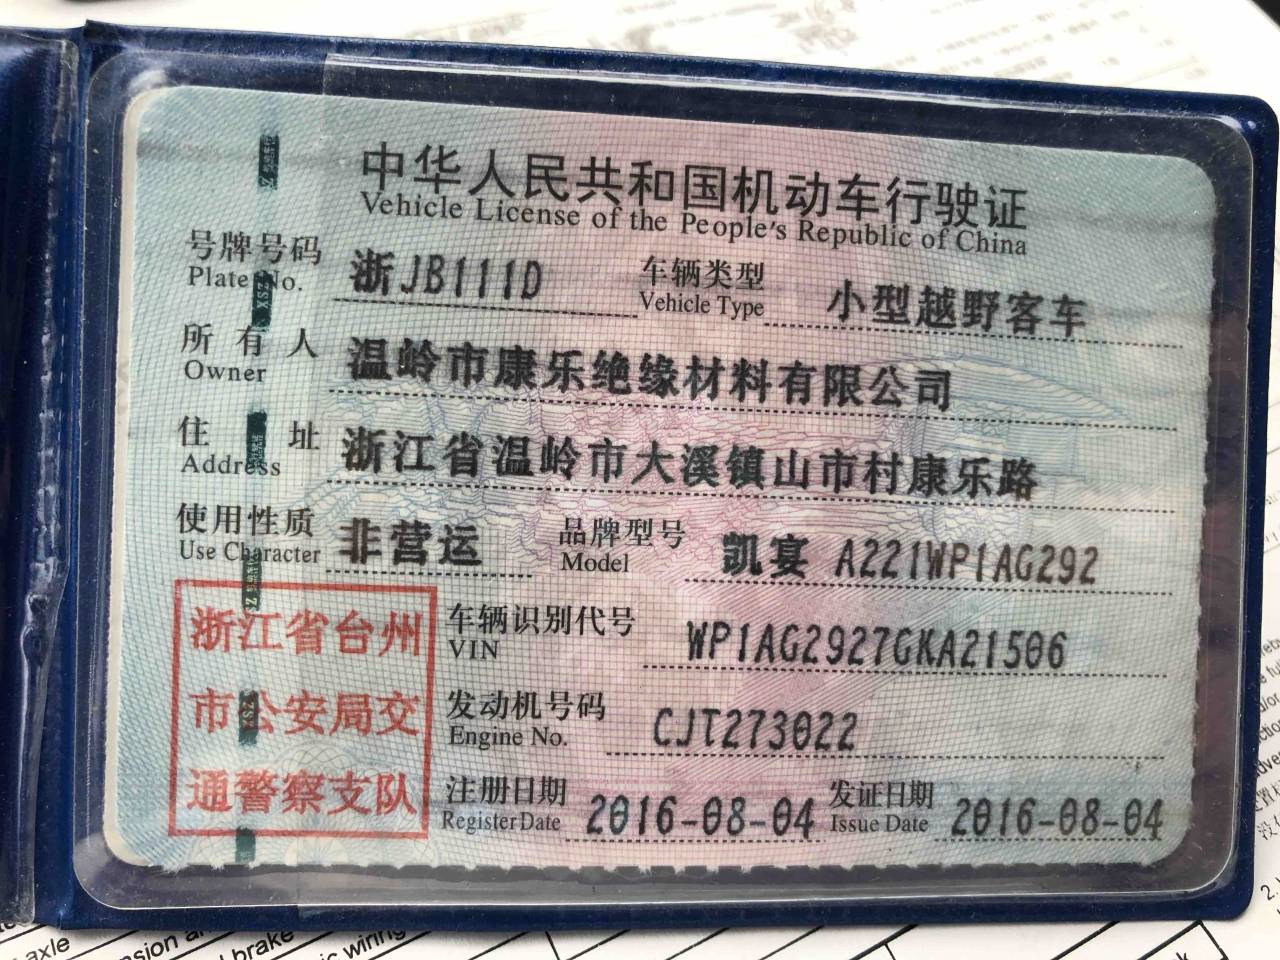 中华人民共和国机动车行驶证
Vehicle License of the People's Republic of China
号牌号码 浙JB111D 车辆类型 小型越野客车
Plate No. Vehicle Type
所有人 温岭市康乐绝缘材料有限公司
Owner
住址 浙江省温岭市大溪镇山市村康乐路
Address
使用性质 非营运 品牌型号 凯宴 A221WP1AG292
Use Character Model
浙江省台州
市公安局交
通警察支队
车辆识别代号 WP1AG2927GKA21506
VIN
发动机号码 CJT273022
Engine No.
注册日期 2016-08-04 发证日期 2016-08-04
Register Date Issue Date
axle
brake
wiring